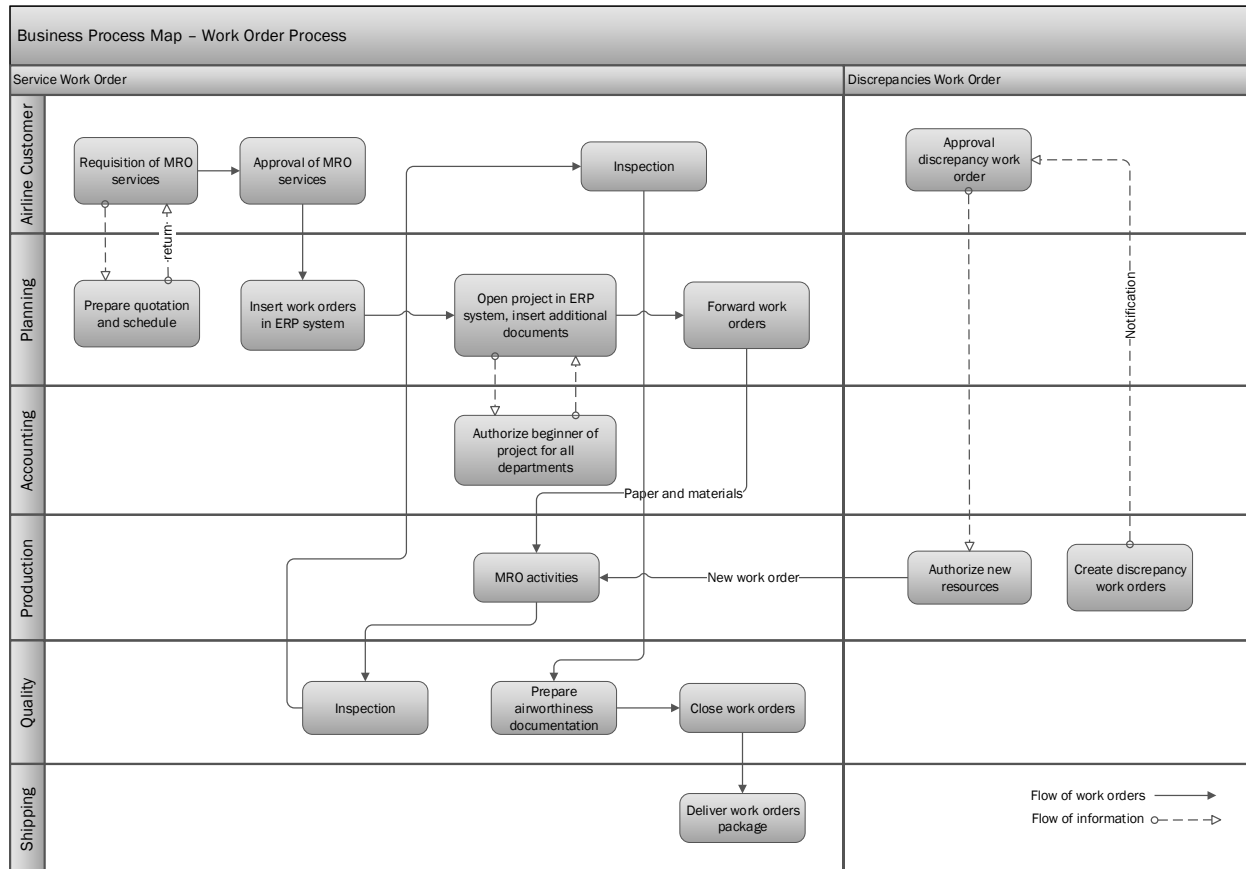 Business Process Map – Work Order Process
Service Work Order
Discrepancies Work Order
Airline Customer
Requisition of MRO
services
Approval of MRO
services
Inspection
Approval
discrepancy work
order
return
Planning
Prepare quotation
and schedule
Insert work orders
in ERP system
Open project in ERP
system, insert additional
documents
Forward work
orders
Notification
Accounting
Authorize beginner of
project for all
departments
Paper and materials
Production
MRO activities
New work order
Authorize new
resources
Create discrepancy
work orders
Quality
Inspection
Prepare
airworthiness
documentation
Close work orders
Shipping
Deliver work orders
package
Flow of work orders
Flow of information